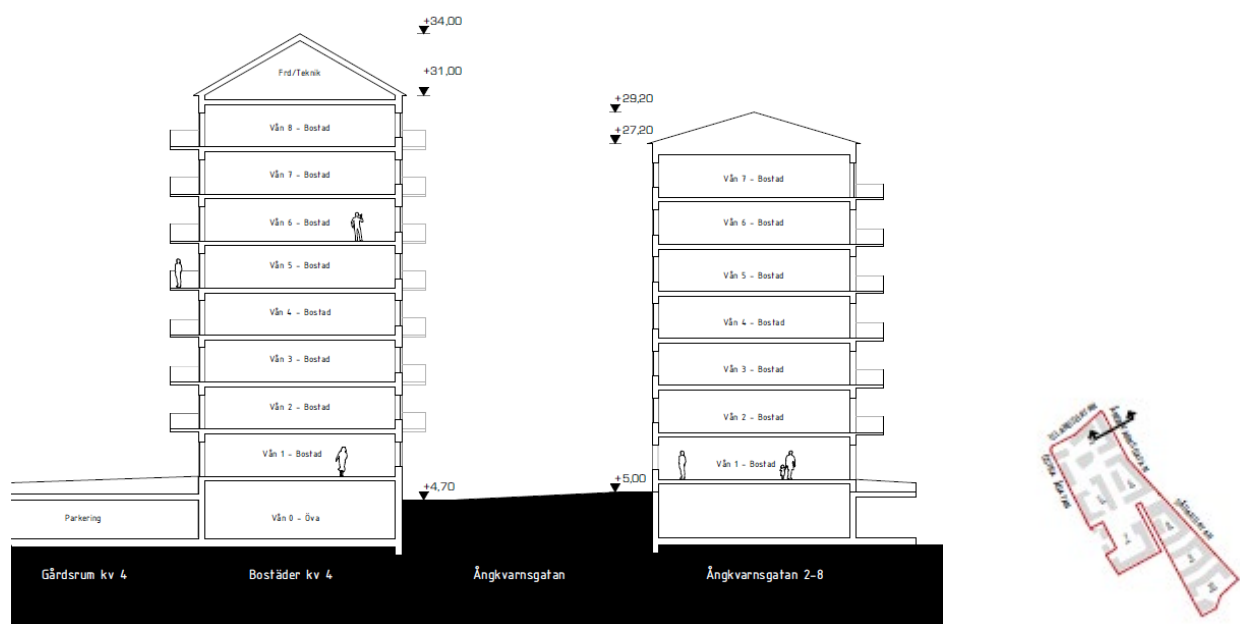 +34,00
+31,00
Frd/Teknik
Vån 8 - Bostad
Vån 7 - Bostad
Vån 6 - Bostad
Vån 5 - Bostad
Vån 4 - Bostad
Vån 3 - Bostad
Vån 2 - Bostad
Vån 1 - Bostad
+4,70
Parkering
Vån 0 - Öva
+29,20
+27,20
Vån 7 - Bostad
Vån 6 - Bostad
Vån 5 - Bostad
Vån 4 - Bostad
Vån 3 - Bostad
Vån 2 - Bostad
Vån 1 - Bostad
+5,00
Gårdsrum kv 4
Bostäder kv 4
Ångkvarnsgatan
Ångkvarnsgatan 2-8
ÅNGKVARNSGATAN